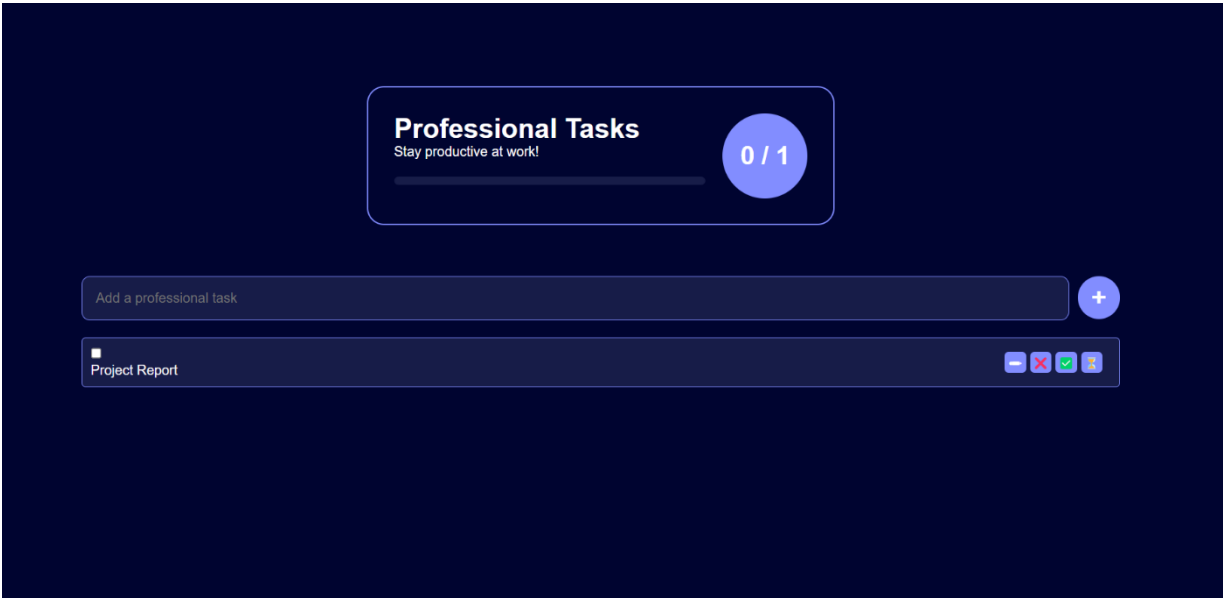 Professional Tasks
Stay productive at work!
0 / 1
Add a professional task
+
Project Report